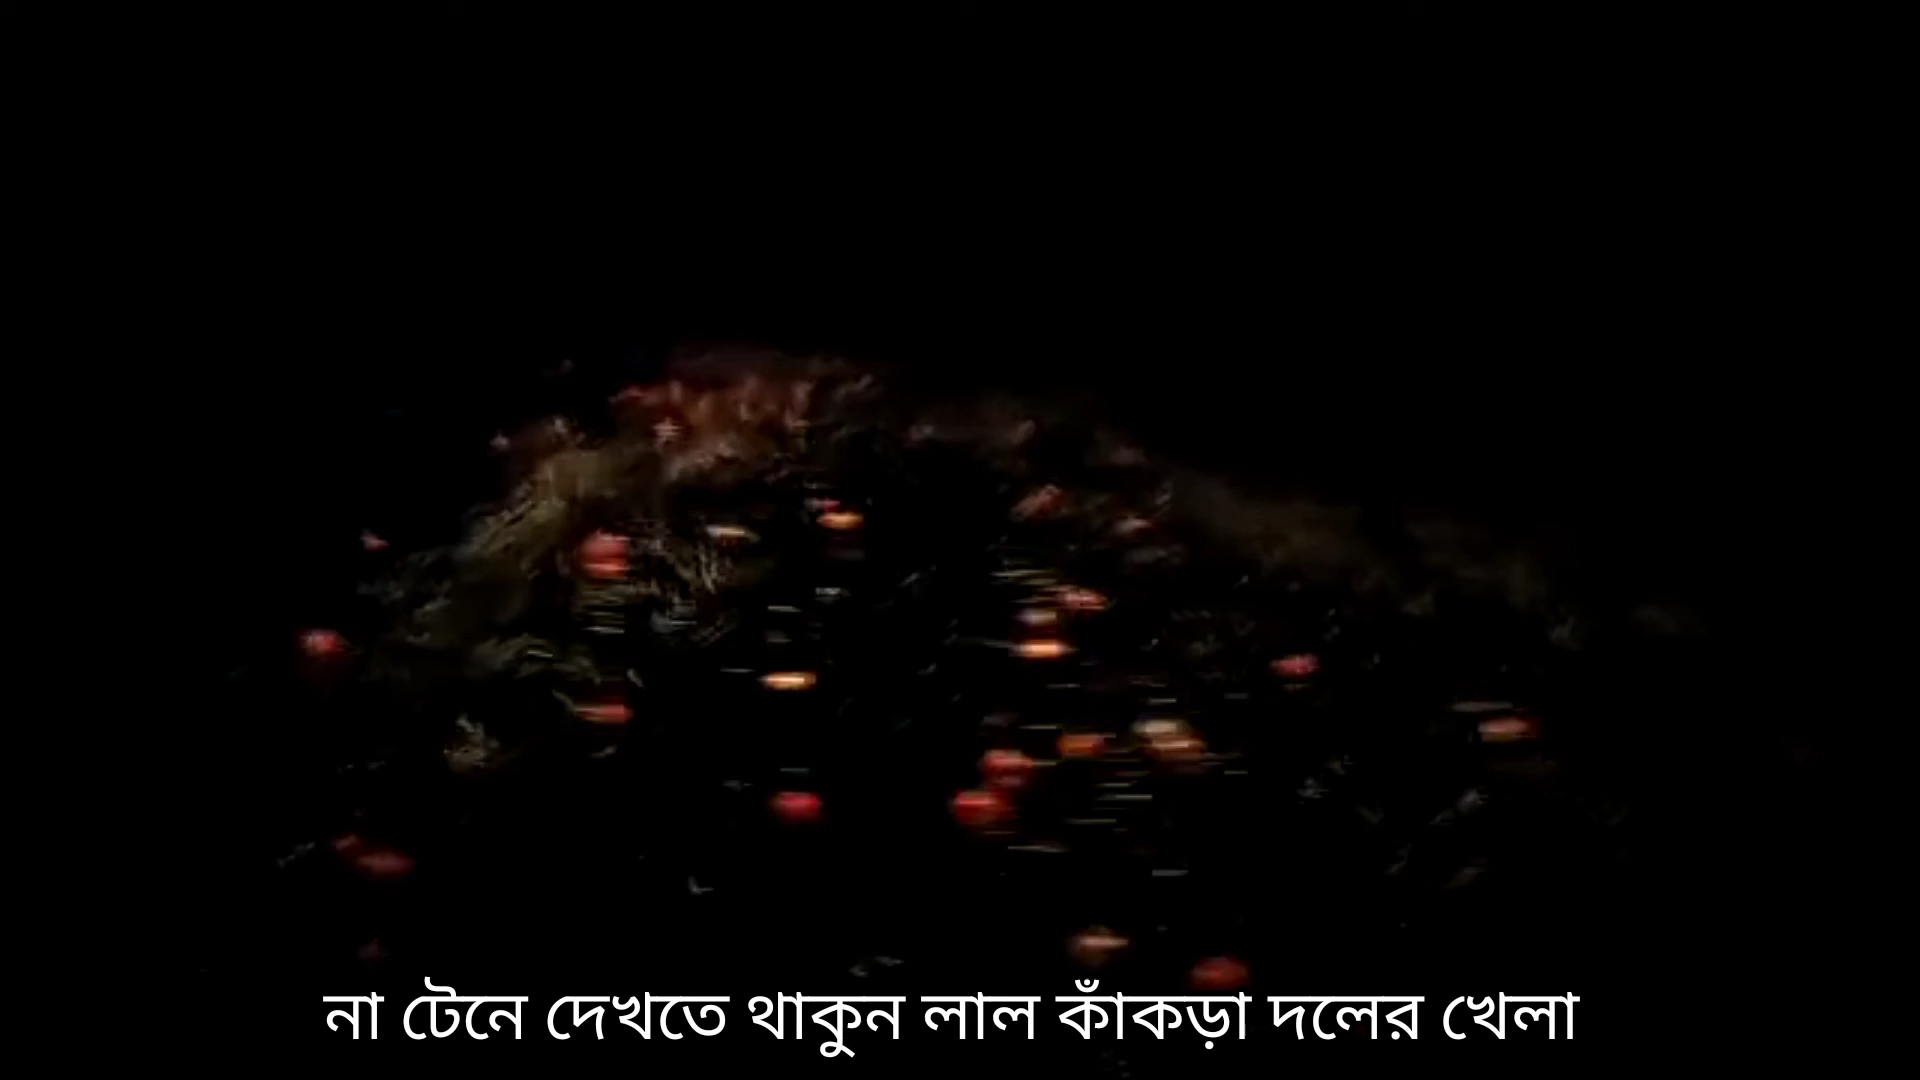 না টেনে দেখতে থাকুন লাল কাঁকড়া দলের খেলা